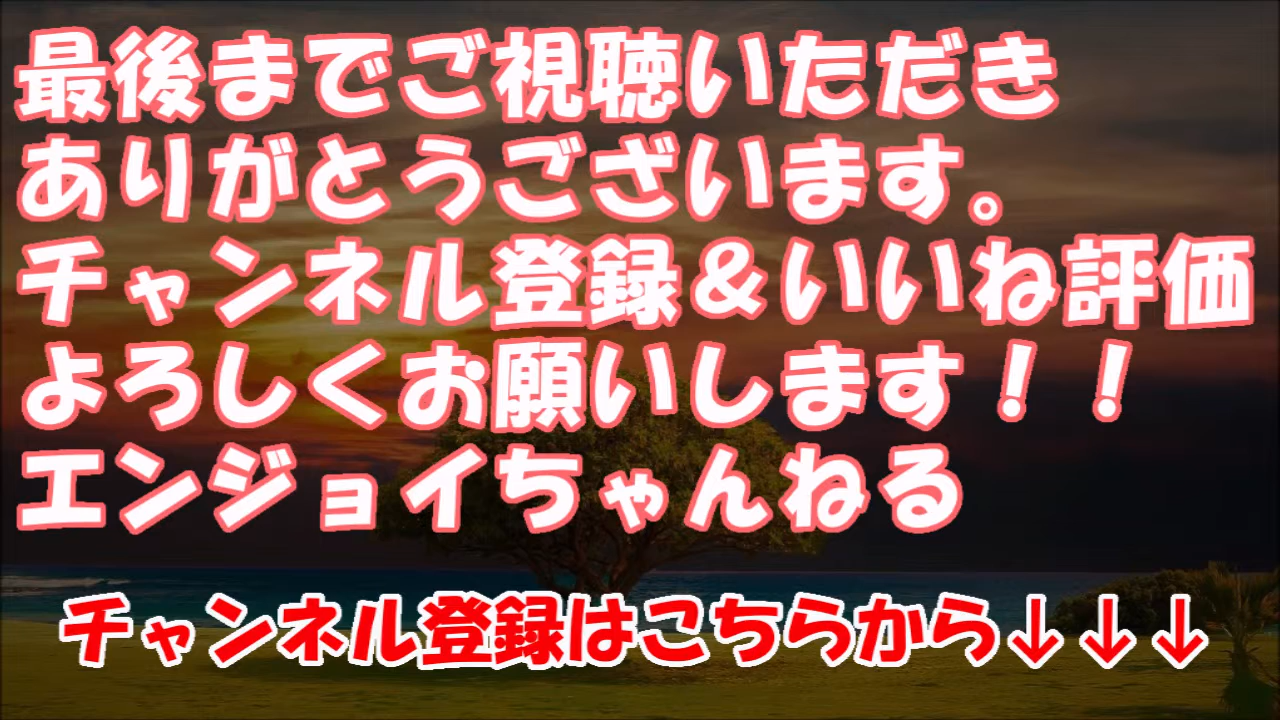 最後までご視聴いただき
ありがとうございます。
チャンネル登録＆いいね評価
よろしくお願いします！！
エンジョイちゃんねる
チャンネル登録はこちらから↓↓↓